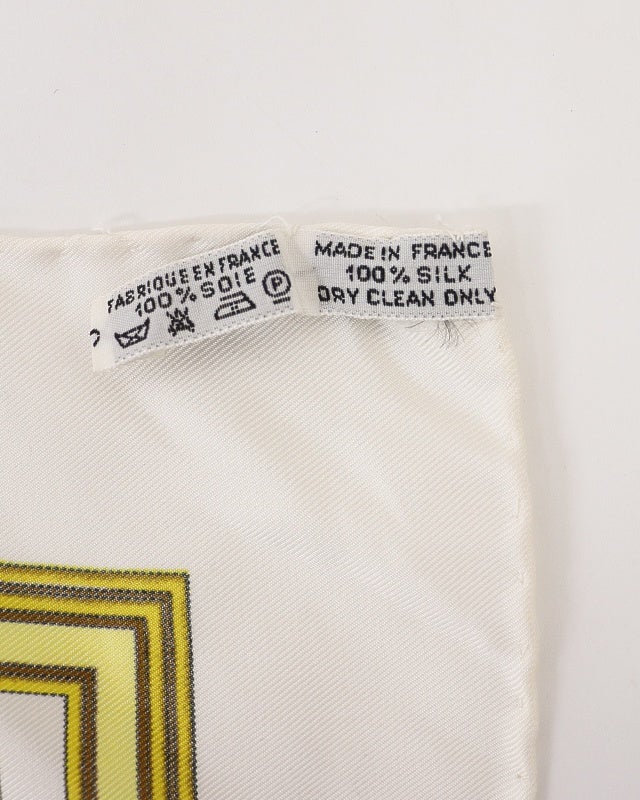 FABRIQUE EN FRANCE
100% SOIE
P
MADE IN FRANCE
100% SILK
DRY CLEAN ONLY